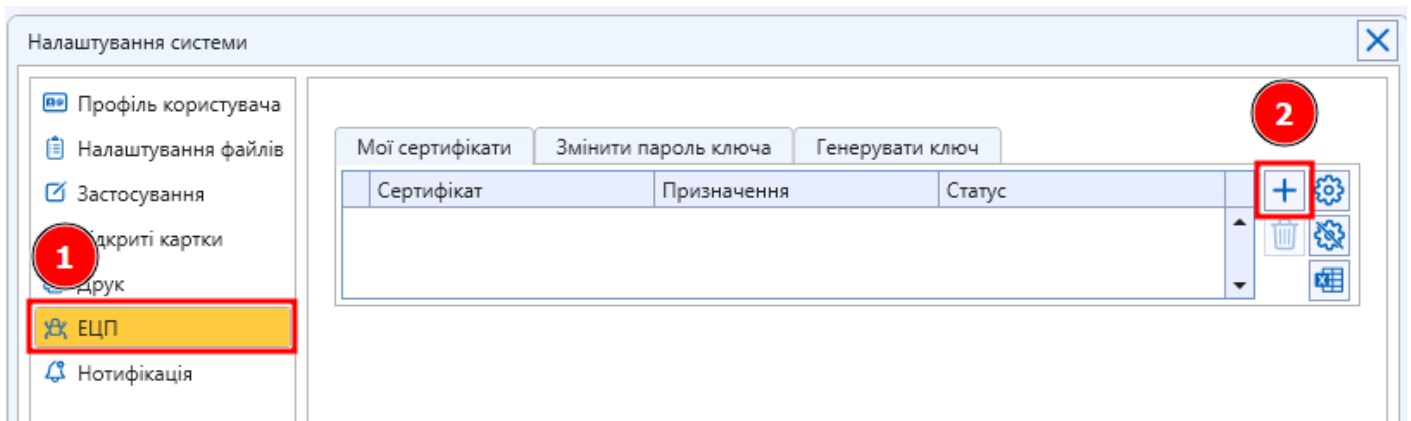 Налаштування системи
Профіль користувача
Налаштування файлів
Застосування
ідкриті картки
Друк
ЕЦП
Нотифікація
1
2
Мої сертифікати Змінити пароль ключа Генерувати ключ
Сертифікат Призначення Статус